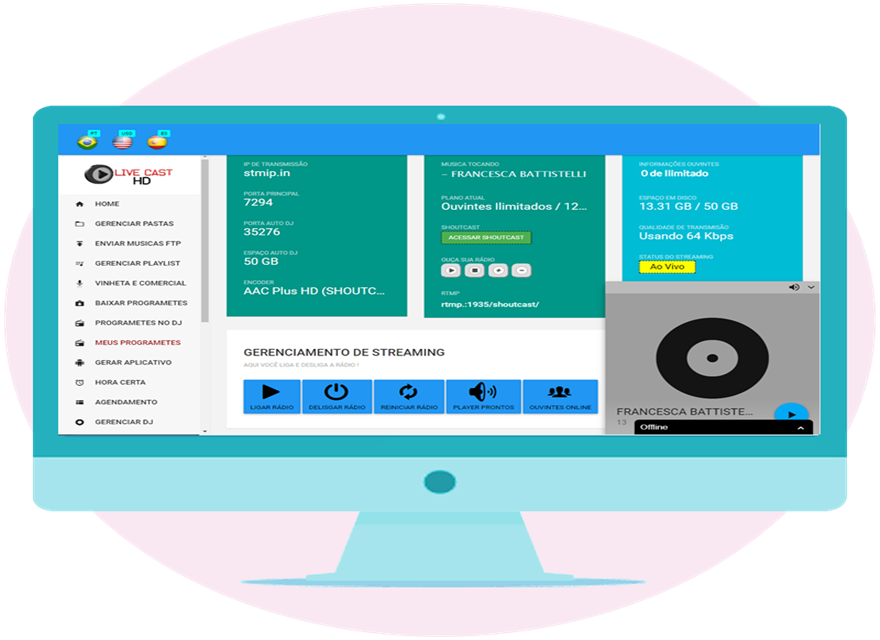 PT
USS
ES
LIVE CAST
HD
HOME
GERENCIAR PASTAS
ENVIAR MUSICAS FTP
GERENCIAR PLAYLIST
VINHETA E COMERCIAL
BAIXAR PROGRAMETES
PROGRAMETES NO DJ
MEUS PROGRAMETES
GERAR APLICATIVO
HORA CERTA
AGENDAMENTO
GERENCIAR DJ
IP DE TRANSMISSÃO
stmip.in
PORTA PRINCIPAL
7294
PORTA AUTO DJ
35276
ESPAÇO AUTO DJ
50 GB
ENCODER
AAC Plus HD (SHOUTC...
MUSICA TOCANDO
– FRANCESCA BATTISTELLI
PLANO ATUAL
Ouvintes Ilimitados / 12...
SHOUTCAST
ACESSAR SHOUTCAST
OUÇA SUA RÁDIO
RTMP
rtmp.:1935/shoutcast/
INFORMAÇÕES OUVINTES
0 de Ilimitado
ESPAÇO EM DISCO
13.31 GB / 50 GB
QUALIDADE DE TRANSMISSÃO
Usando 64 Kbps
STATUS DO STREAMING
Ao Vivo
GERENCIAMENTO DE STREAMING
AQUI VOCÊ LIGA E DESLIGA A RÁDIO !
LIGAR RÁDIO
DELISGAR RÁDIO
REINICIAR RÁDIO
PLAYER PRONTOS
OUVINTES ONLINE
FRANCESCA BATTISTE...
13
Offline